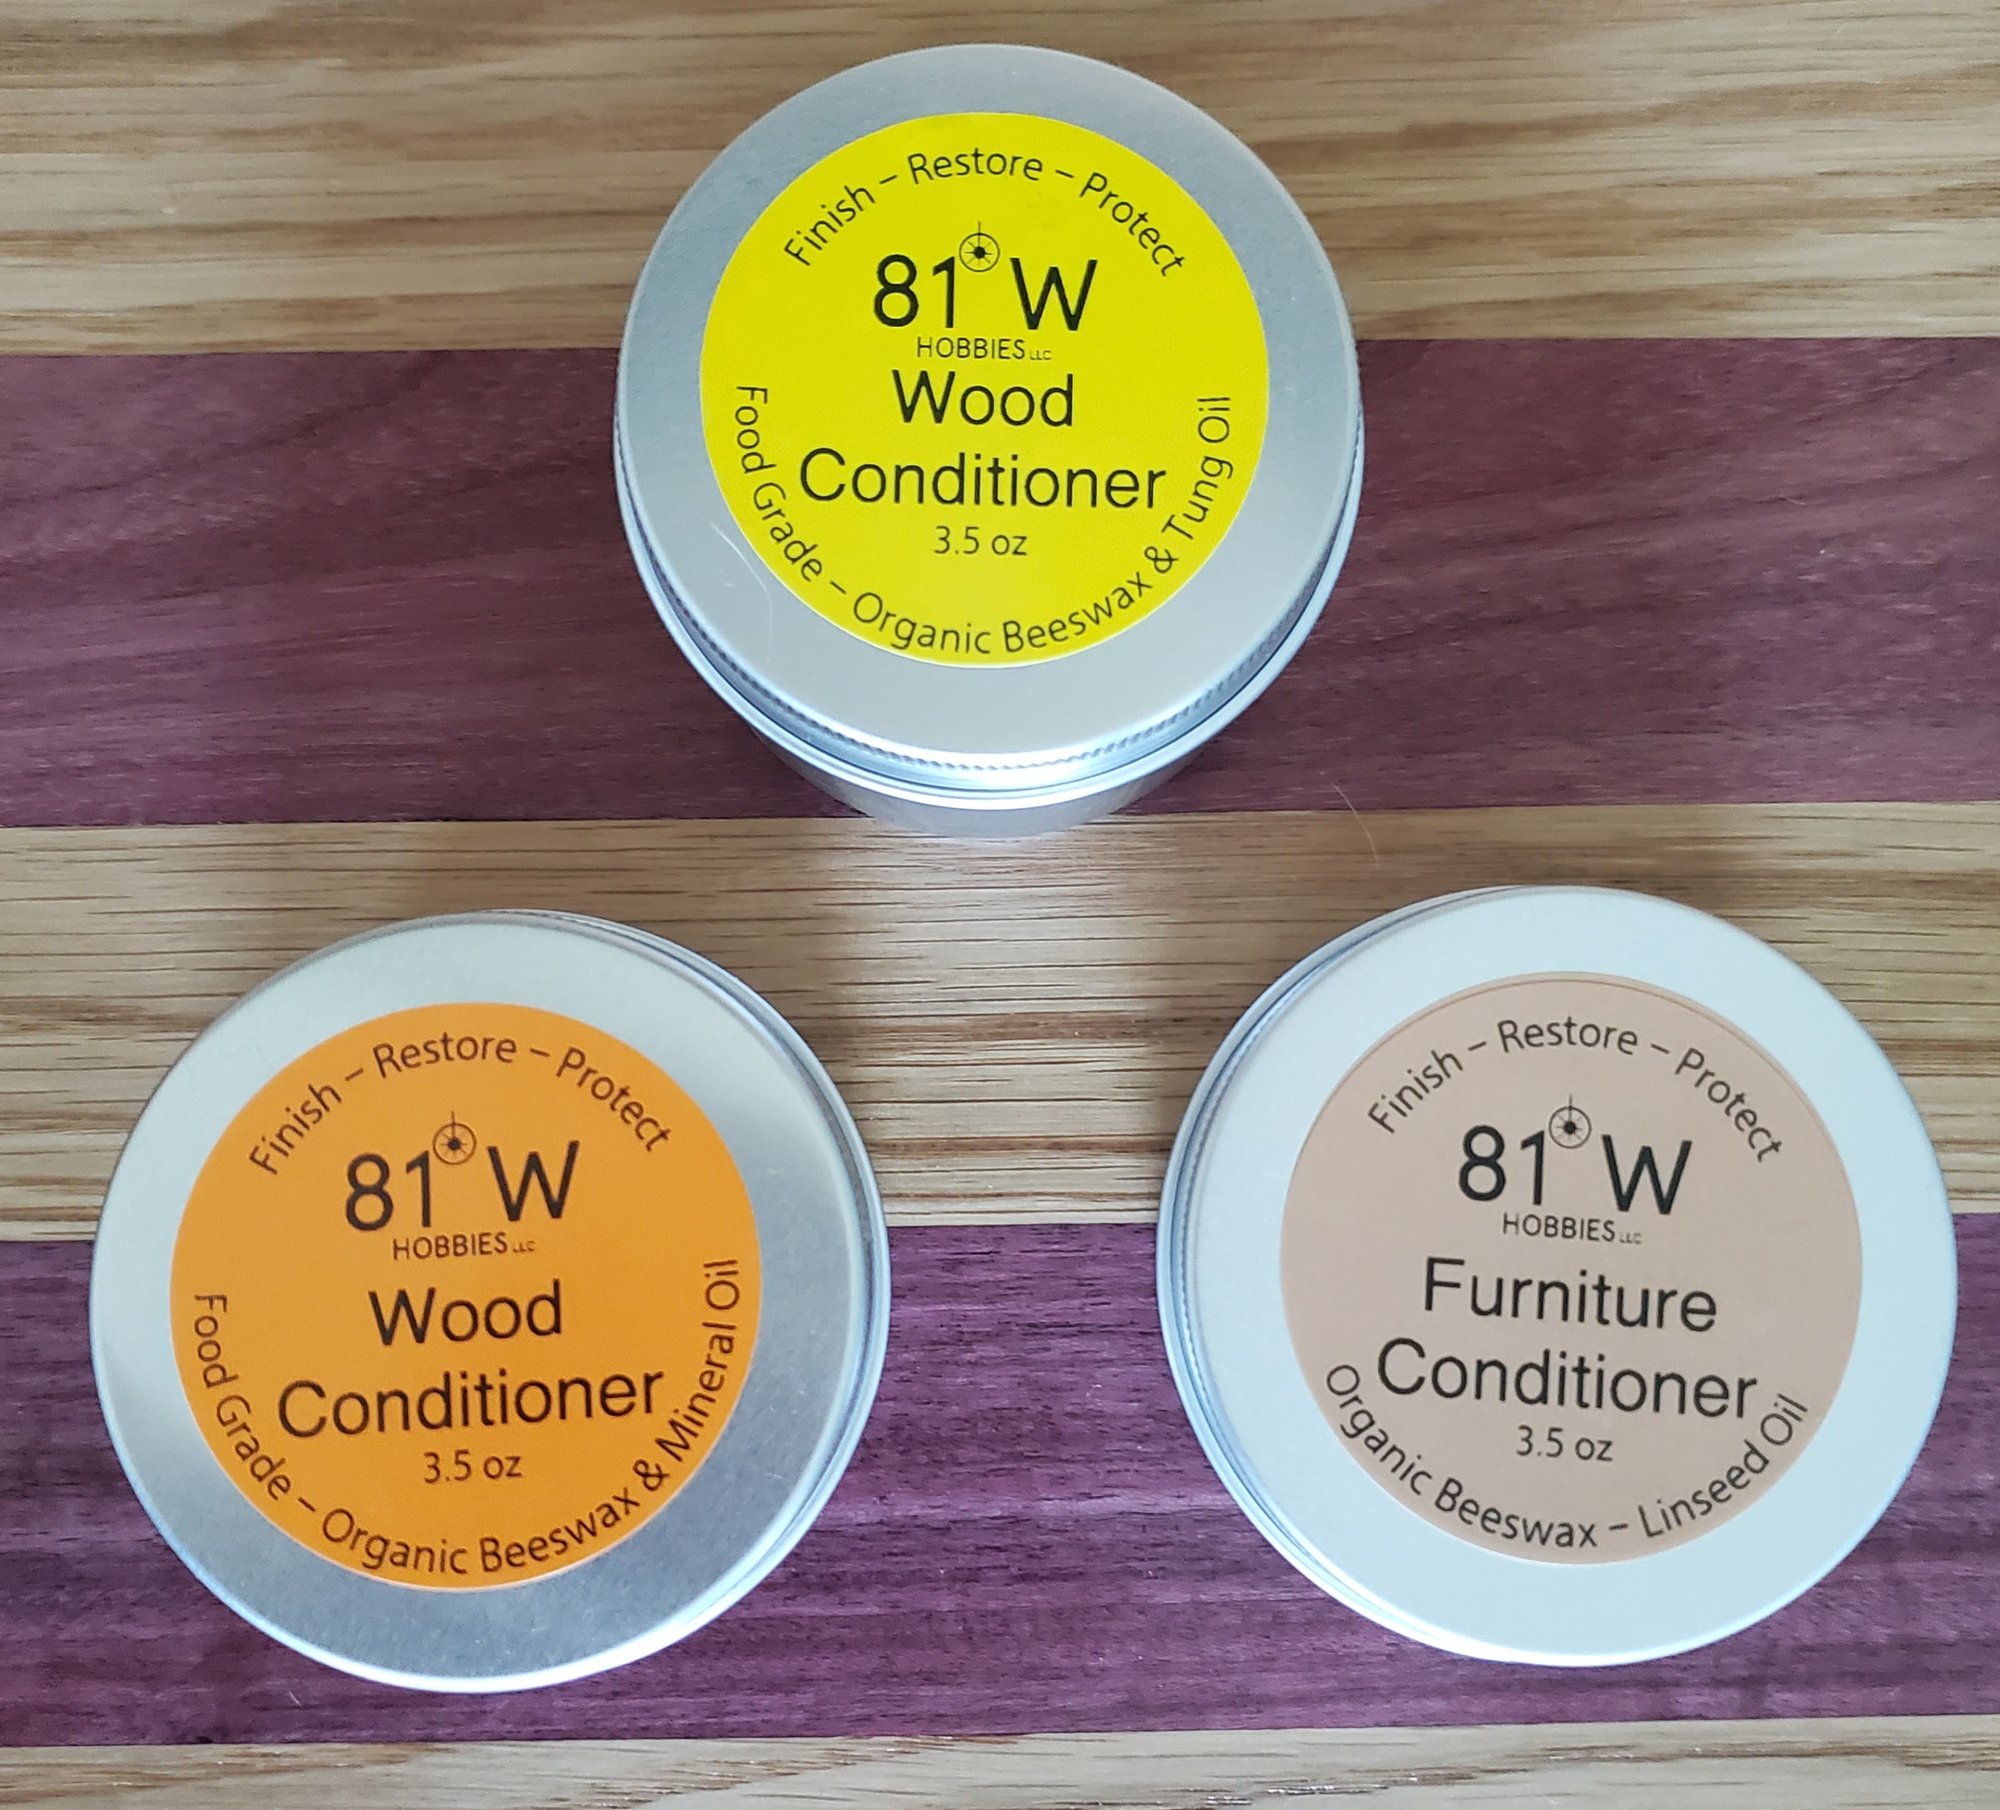 Finish – Restore – Protect
81°W
HOBBIES LLC
Wood
Conditioner
3.5 oz
Food Grade – Organic Beeswax & Tung Oil
Finish – Restore – Protect
81°W
HOBBIES LLC
Wood
Conditioner
3.5 oz
Food Grade – Organic Beeswax & Mineral Oil
Finish – Restore – Protect
81°W
HOBBIES LLC
Furniture
Conditioner
3.5 oz
Organic Beeswax – Linseed Oil